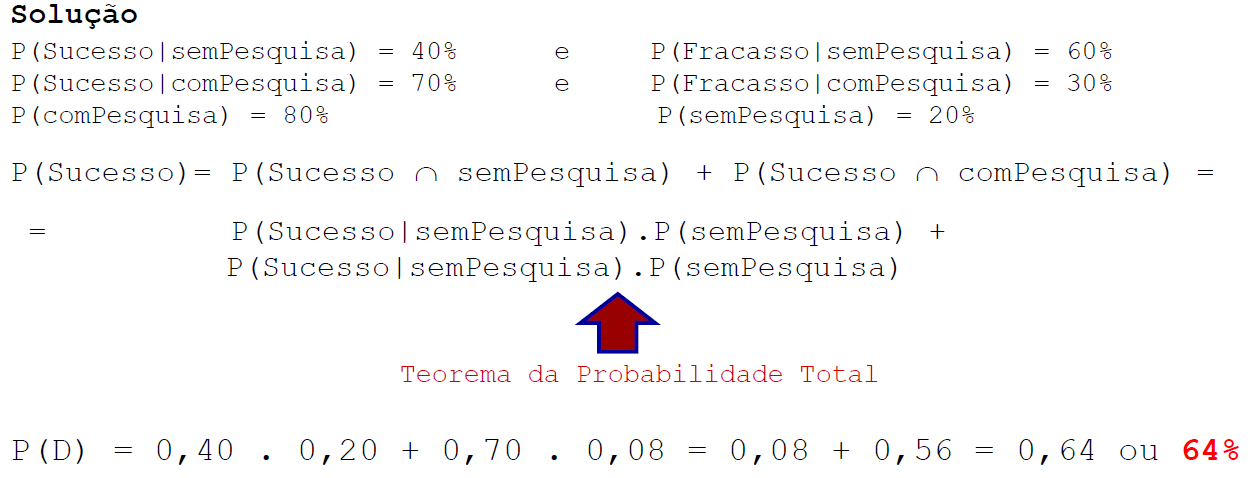 Solução
P(Sucesso|semPesquisa) = 40% e P(Fracasso|semPesquisa) = 60%
P(Sucesso|comPesquisa) = 70% e P(Fracasso|comPesquisa) = 30%
P(comPesquisa) = 80% P(semPesquisa) = 20%
P(Sucesso)= P(Sucesso ∩ semPesquisa) + P(Sucesso ∩ comPesquisa) =
= P(Sucesso|semPesquisa).P(semPesquisa) +
P(Sucesso|semPesquisa).P(semPesquisa)
Teorema da Probabilidade Total
P(D) = 0,40 . 0,20 + 0,70 . 0,08 = 0,08 + 0,56 = 0,64 ou 64%